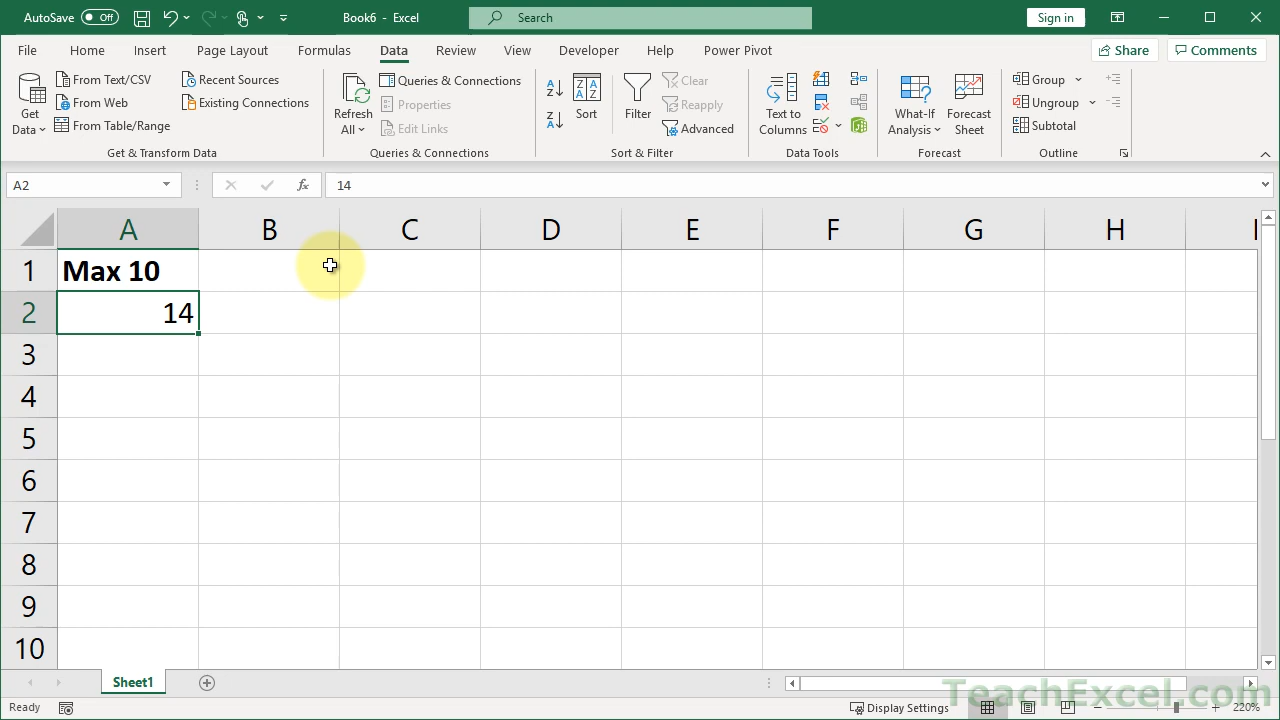 AutoSave Off Book6 - Excel Search Sign in
File Home Insert Page Layout Formulas Data Review View Developer Help Power Pivot Share Comments
Get Data
From Text/CSV
From Web
From Table/Range
Recent Sources
Existing Connections
Get & Transform Data
Refresh All
Queries & Connections
Properties
Edit Links
Queries & Connections
Sort
Filter
Clear
Reapply
Advanced
Sort & Filter
Text to Columns
Data Tools
What-If Analysis
Forecast Sheet
Forecast
Group
Ungroup
Subtotal
Outline
A2 fx 14
A B C D E F G H I
1 Max 10
2 14
3
4
5
6
7
8
9
10
Sheet1
TeachExcel.com
Ready Display Settings 220%